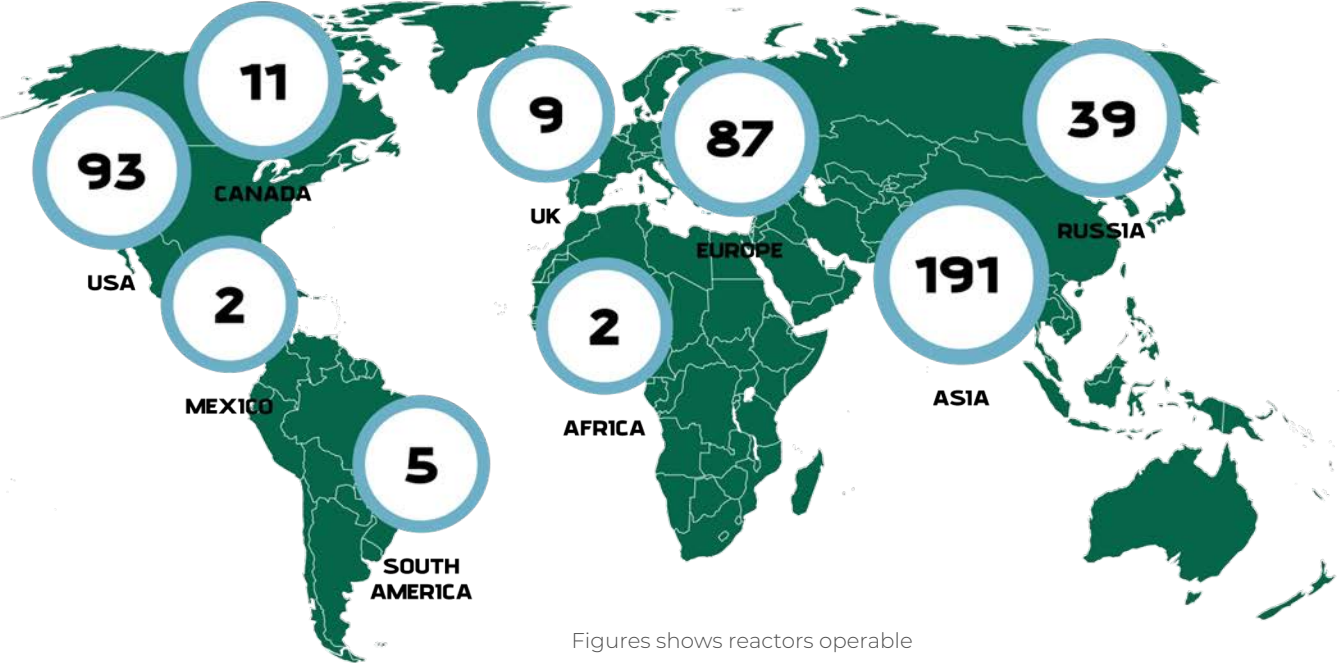 11
CANADA
93
USA
2
MEXICO
5
SOUTH
AMERICA
9
UK
87
EUROPE
2
AFRICA
39
RUSSIA
191
ASIA
Figures shows reactors operable